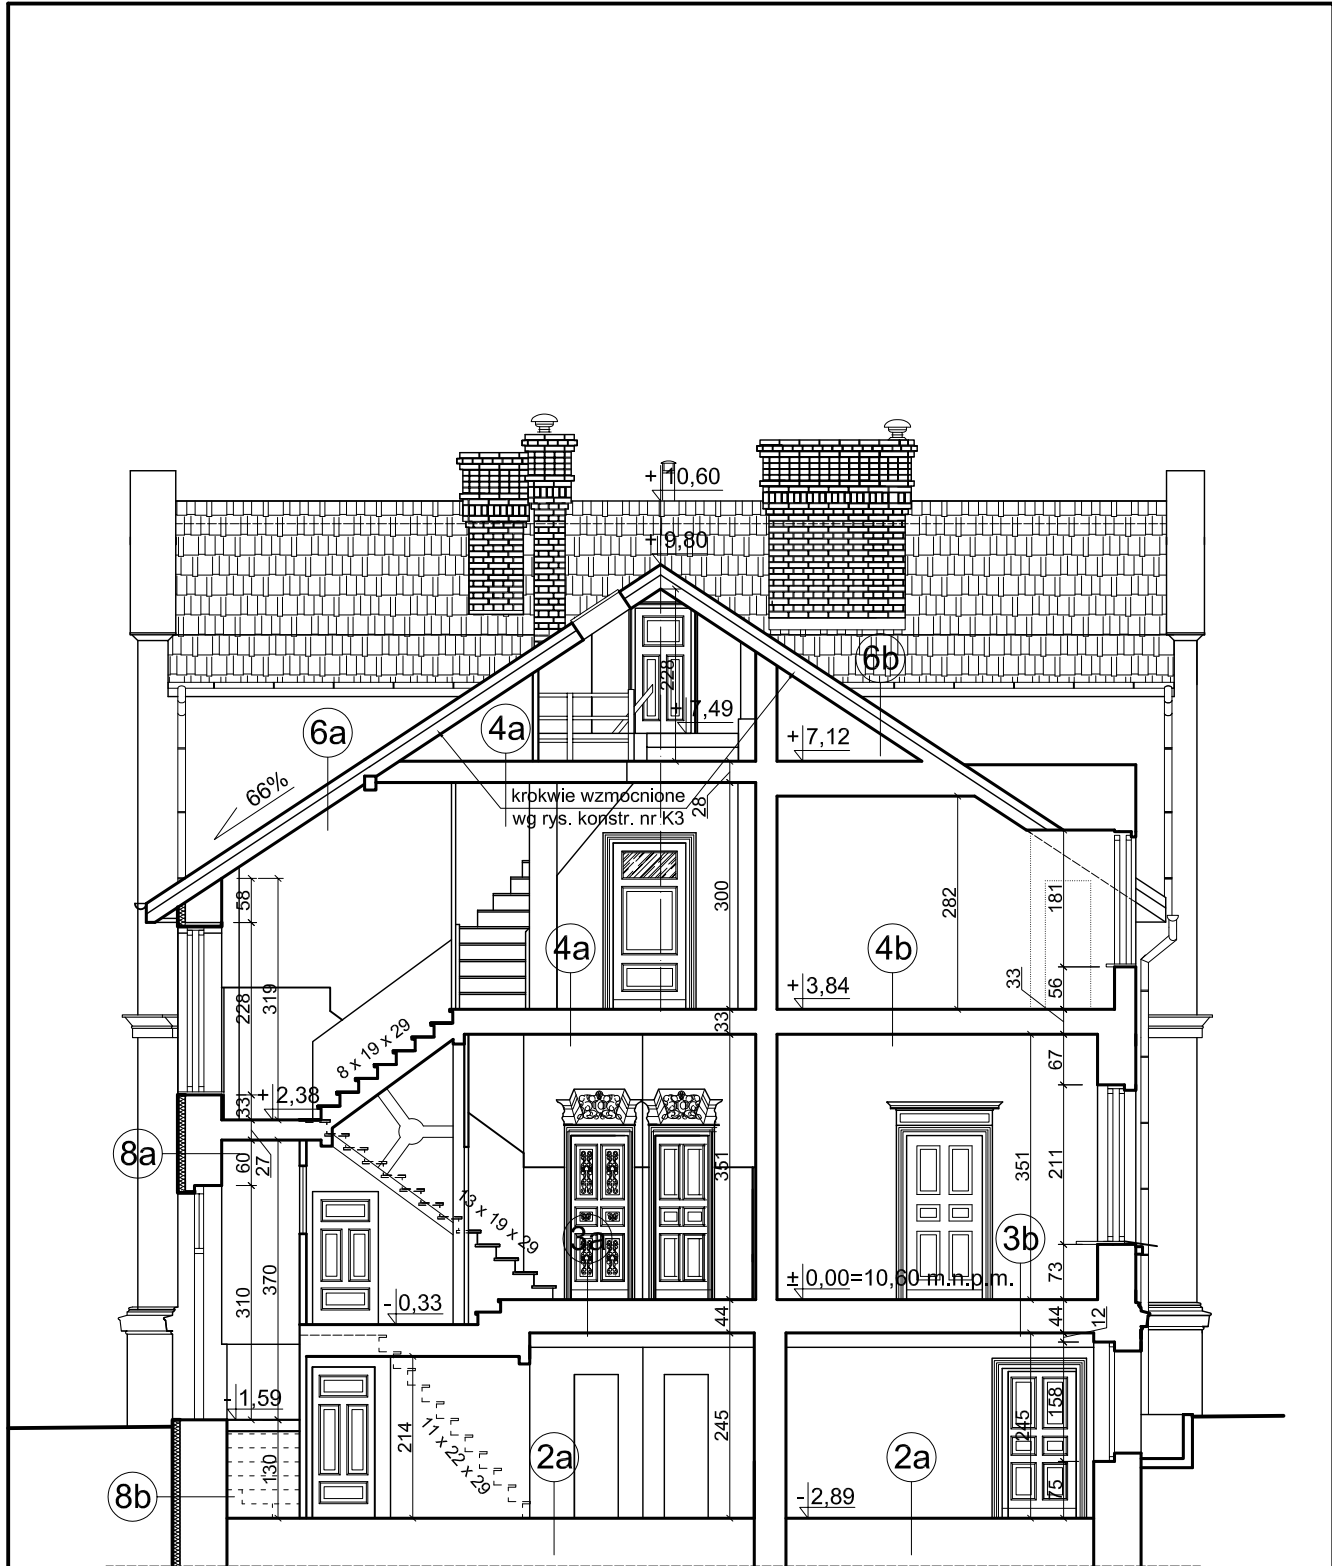 + 10,60
+ 9,80
6b
228
+ 7,49
6a
4a
+ 7,12
66%
krokwie wzmocnione
wg rys. konstr. nr K3
28
58
319
228
300
282
181
4a
4b
+ 3,84
33
56
33
8 x 19 x 29
67
33
+ 2,38
8a
60
27
351
351
211
13 x 19 x 29
3a
3b
310
370
± 0,00=10,60 m.n.p.m.
73
- 0,33
44
44
12
- 1,59
214
11 x 22 x 29
245
245
158
130
2a
2a
8b
- 2,89
75